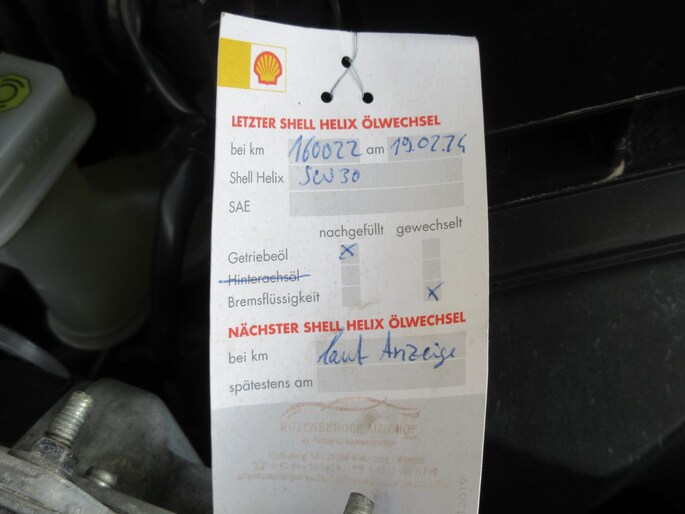 LETZTER SHELL HELIX ÖLWECHSEL
bei km 160022 am 19.02.24
Shell Helix 5W30
SAE
nachgefüllt gewechselt
Getriebeöl x
Hinterachsöl
Bremsflüssigkeit x
NÄCHSTER SHELL HELIX ÖLWECHSEL
bei km laut Anzeige
spätestens am